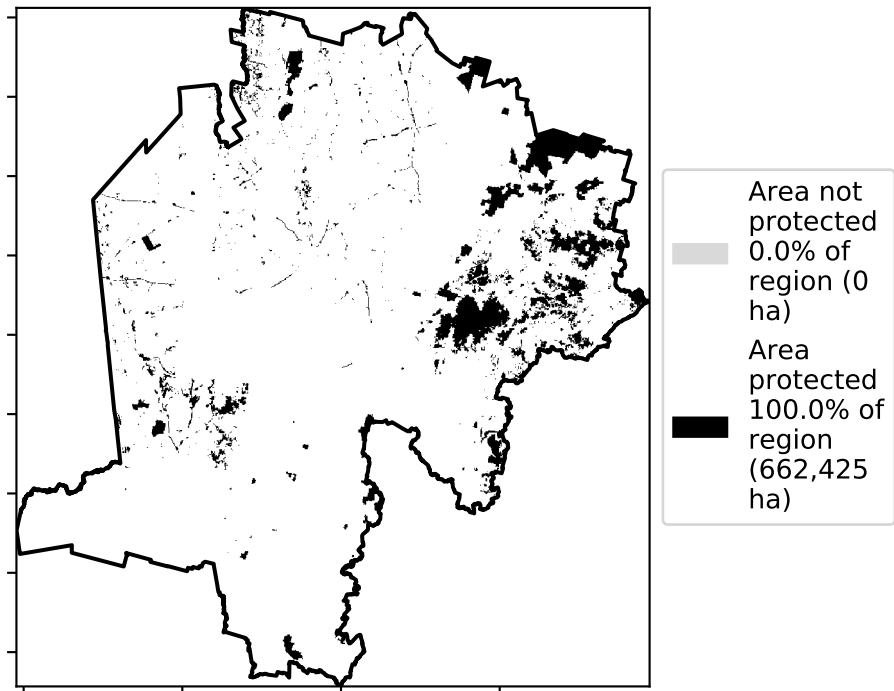 Area not
protected
0.0% of
region (0
ha)
Area
protected
100.0% of
region
(662,425
ha)